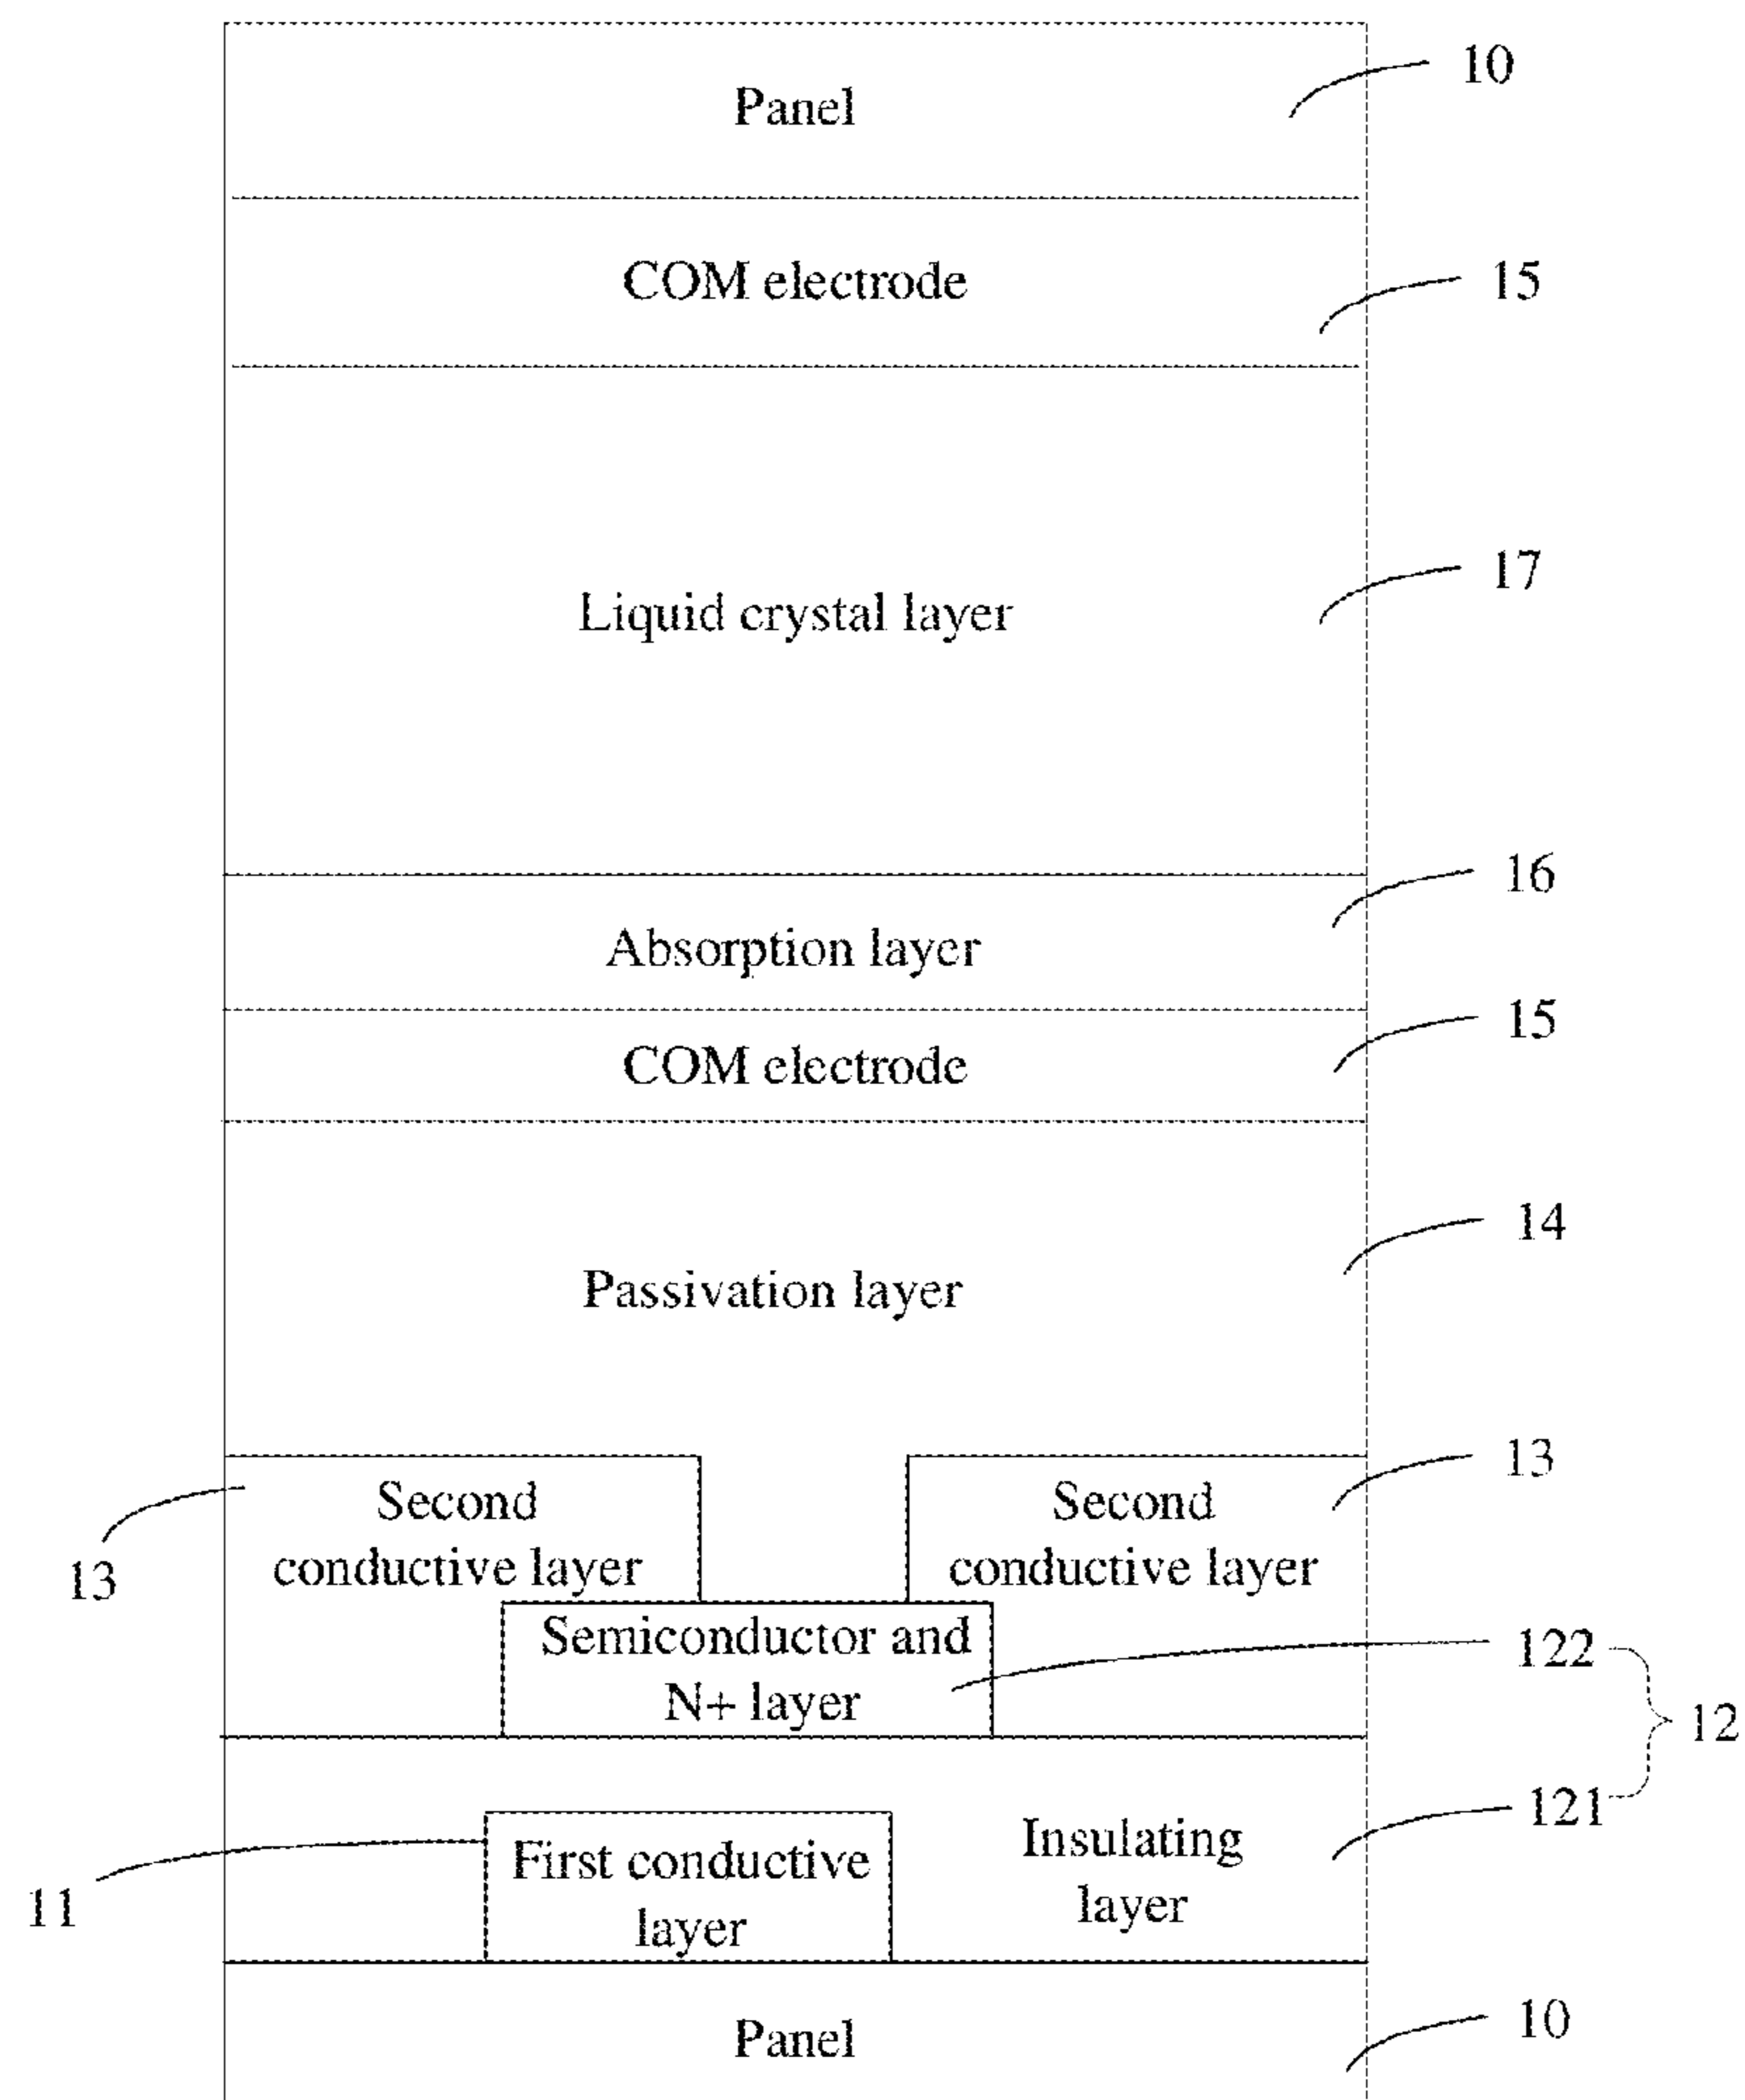 Panel
10
COM electrode
15
Liquid crystal layer
17
16
Absorption layer
15
COM electrode
14
Passivation layer
13
Second
conductive layer
Second
conductive layer
13
Semiconductor and
N+ layer
122
12
121
Insulating
layer
First conductive
layer
11
Panel
10